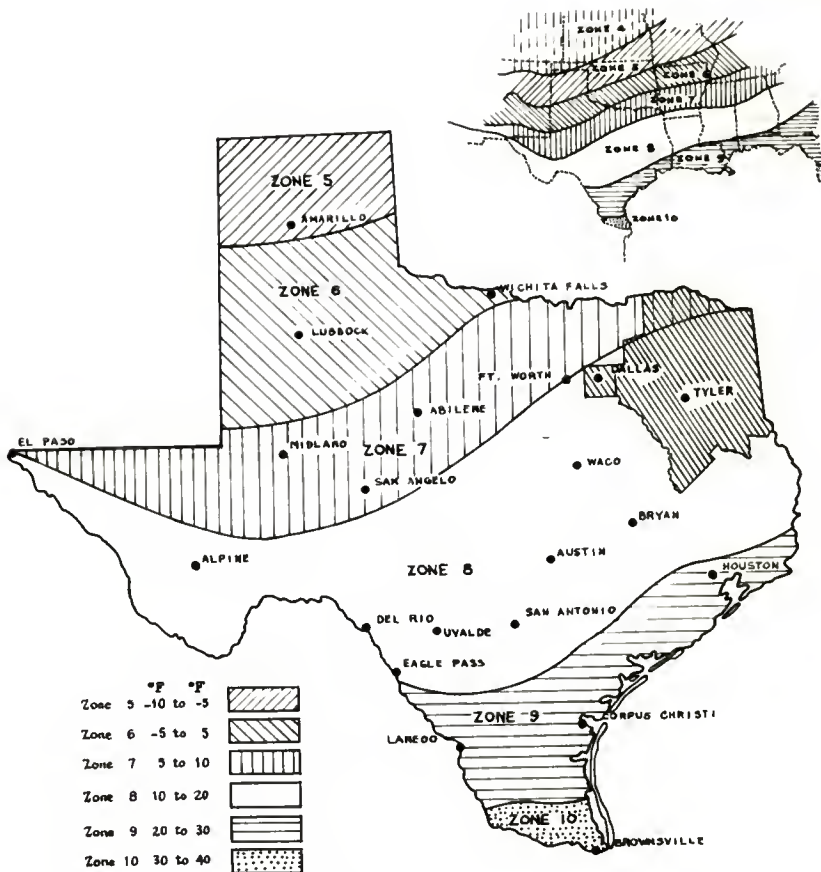 ZONE 4
ZONE 5
ZONE 6
ZONE 7
ZONE 8
ZONE 9
ZONE 10
ZONE 5
AMARILLO
ZONE 6
WICHITA FALLS
LUBBOCK
FT. WORTH
DALLAS
TYLER
ABILENE
EL PASO
MIDLAND
ZONE 7
WACO
SAN ANGELO
BRYAN
ALPINE
AUSTIN
ZONE 8
HOUSTON
DEL RIO
SAN ANTONIO
UVALDE
EAGLE PASS
ZONE 9
CORPUS CHRISTI
LAREDO
ZONE 10
BROWNSVILLE
°F °F
Zone 5 -10 to -5
Zone 6 -5 to 5
Zone 7 5 to 10
Zone 8 10 to 20
Zone 9 20 to 30
Zone 10 30 to 40